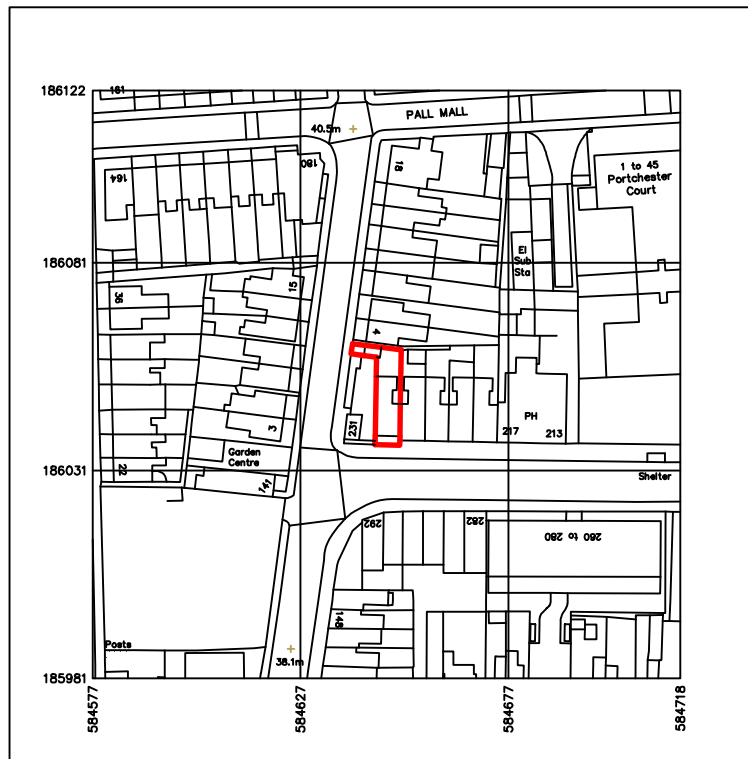 186122
161
PALL MALL
40.5m
180
164
18
1 to 45
Portchester
Court
186081
El
Sub
Sta
36
15
4
PH
217
213
231
3
Garden
Centre
186031
22
141
Shelter
292
282
260 to 280
148
Posts
38.1m
185981
584577
584627
584677
584718